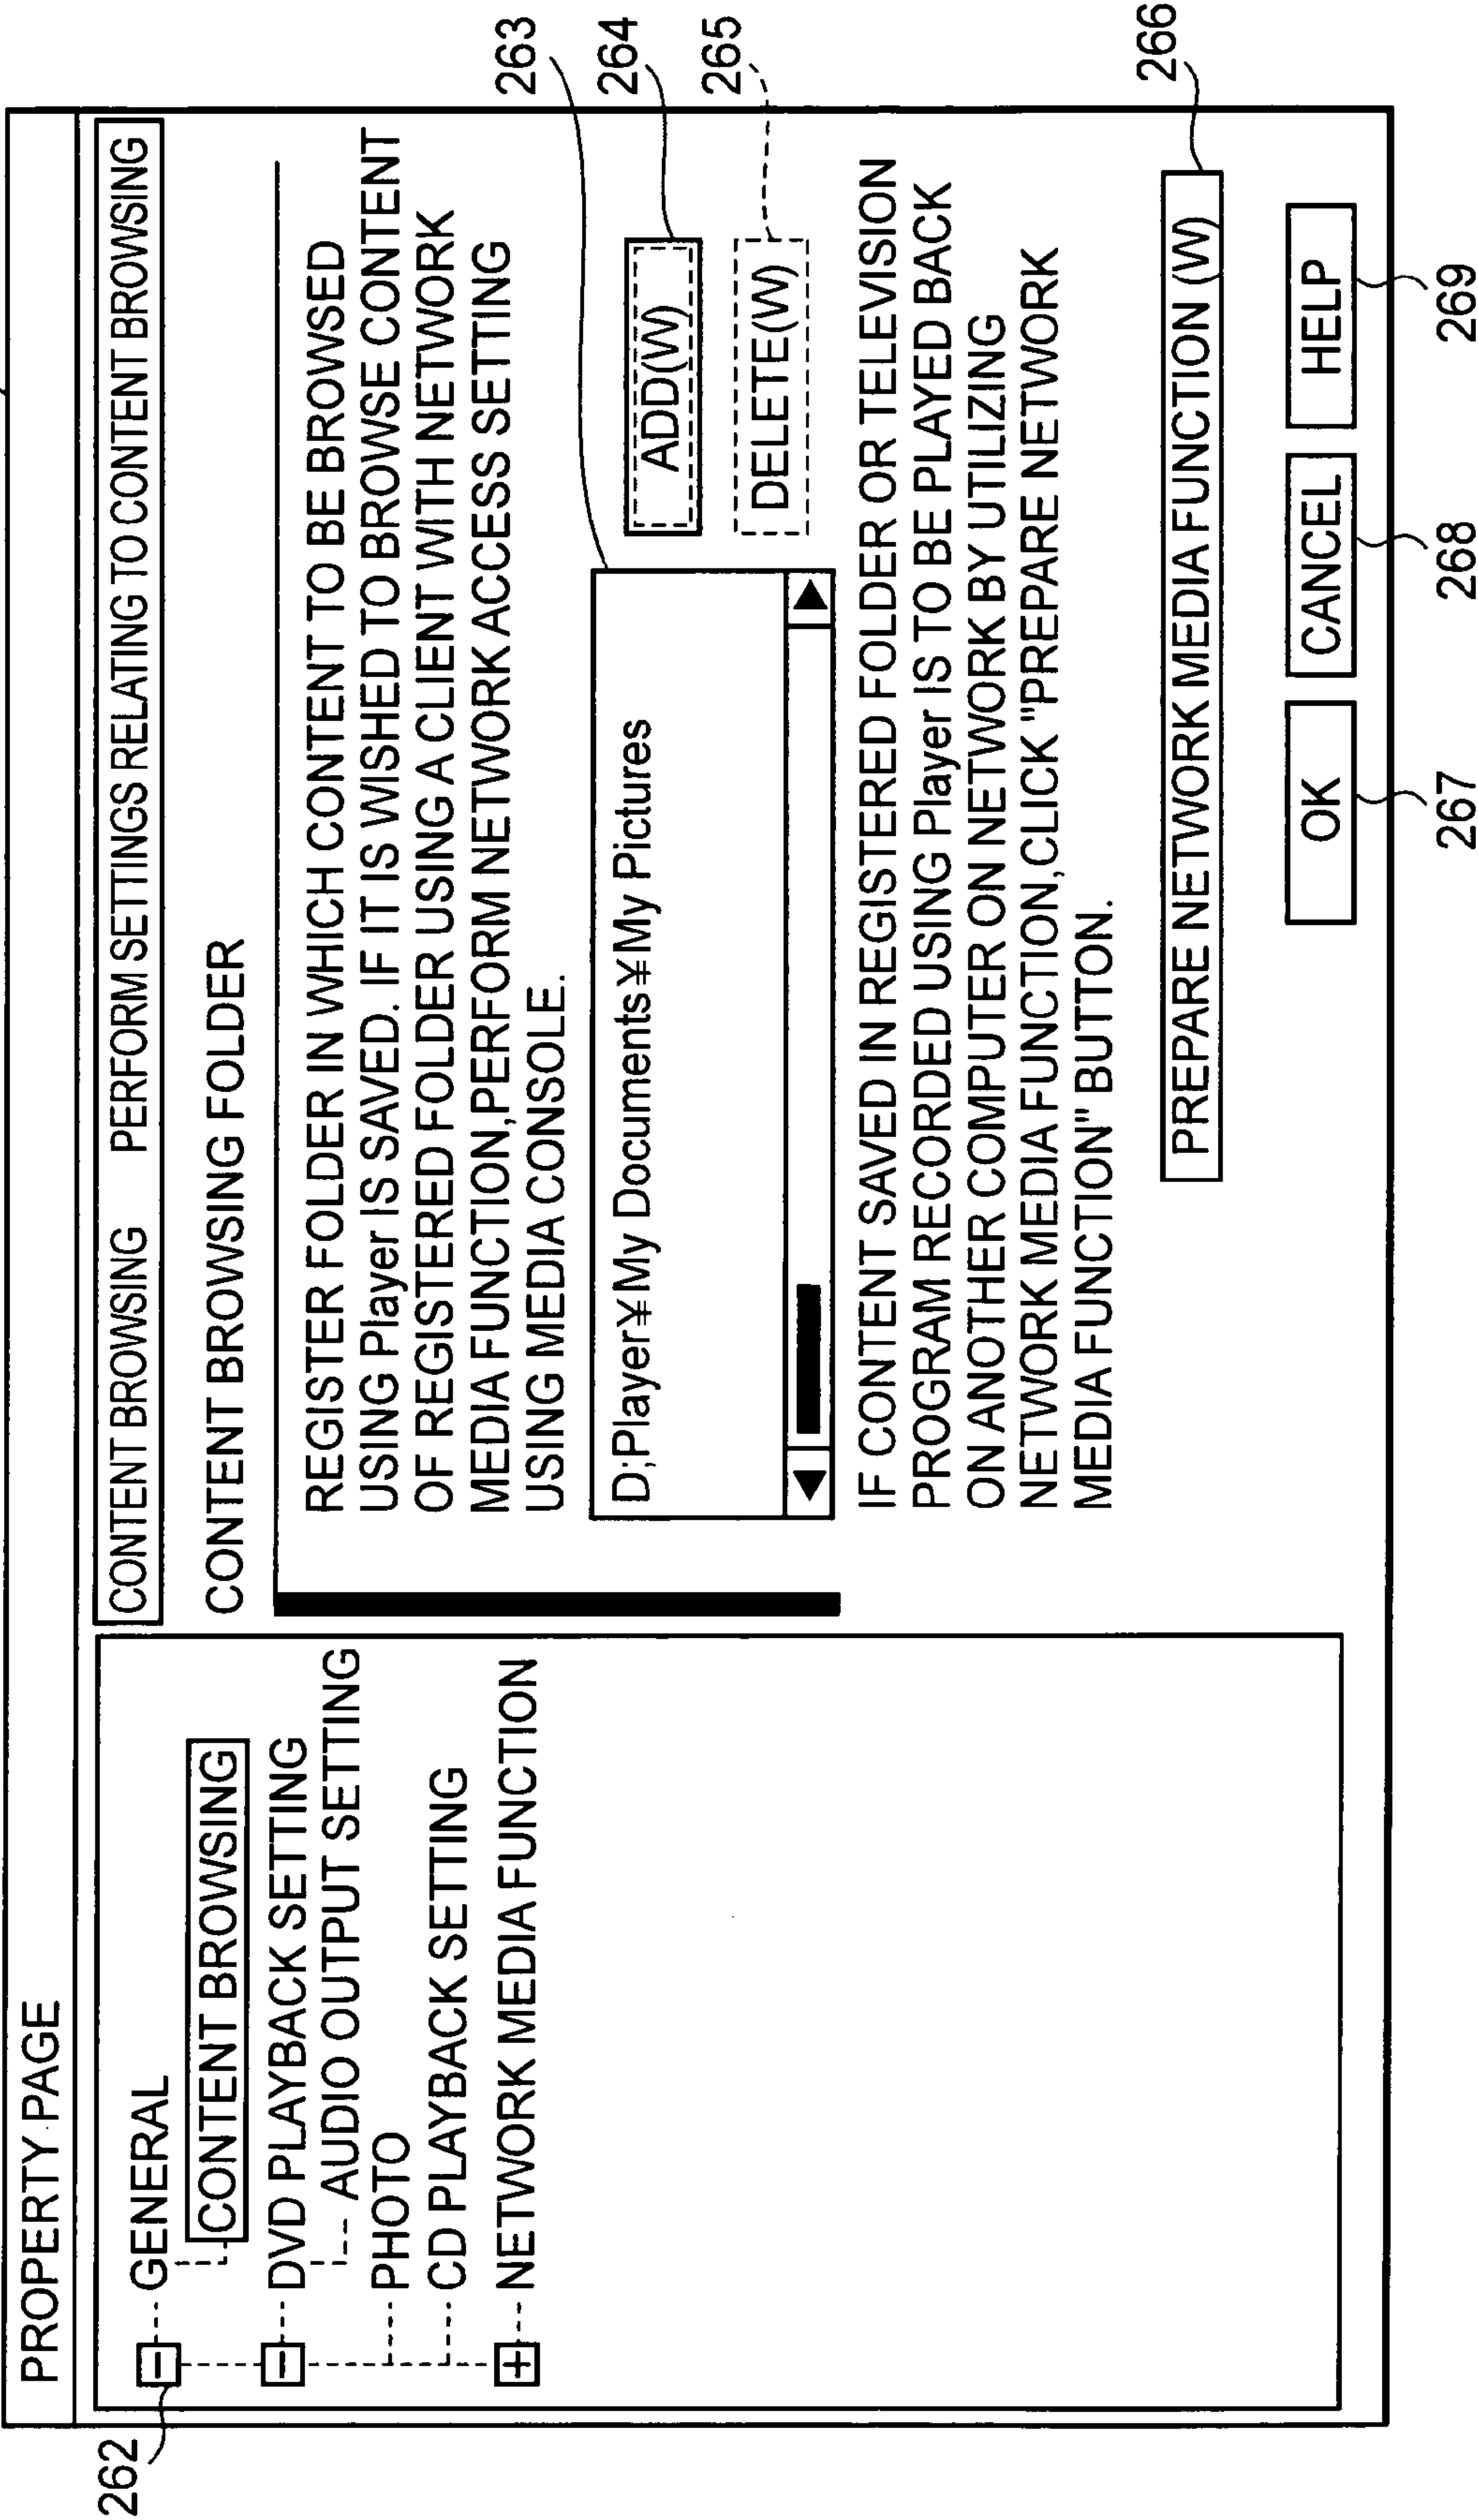 PROPERTY PAGE
262
GENERAL
CONTENT BROWSING
DVD PLAYBACK SETTING
AUDIO OUTPUT SETTING
PHOTO
CD PLAYBACK SETTING
NETWORK MEDIA FUNCTION
CONTENT BROWSING PERFORM SETTINGS RELATING TO CONTENT BROWSING
CONTENT BROWSING FOLDER
REGISTER FOLDER IN WHICH CONTENT TO BE BROWSED
USING Player IS SAVED. IF IT IS WISHED TO BROWSE CONTENT
OF REGISTERED FOLDER USING A CLIENT WITH NETWORK
MEDIA FUNCTION, PERFORM NETWORK ACCESS SETTING
USING MEDIA CONSOLE.
263
D:Player¥My Documents¥My Pictures
ADD(W)
264
DELETE(W)
265
IF CONTENT SAVED IN REGISTERED FOLDER OR TELEVISION
PROGRAM RECORDED USING Player IS TO BE PLAYED BACK
ON ANOTHER COMPUTER ON NETWORK BY UTILIZING
NETWORK MEDIA FUNCTION, CLICK "PREPARE NETWORK
MEDIA FUNCTION" BUTTON.
PREPARE NETWORK MEDIA FUNCTION (W)
266
OK
CANCEL
HELP
267
268
269